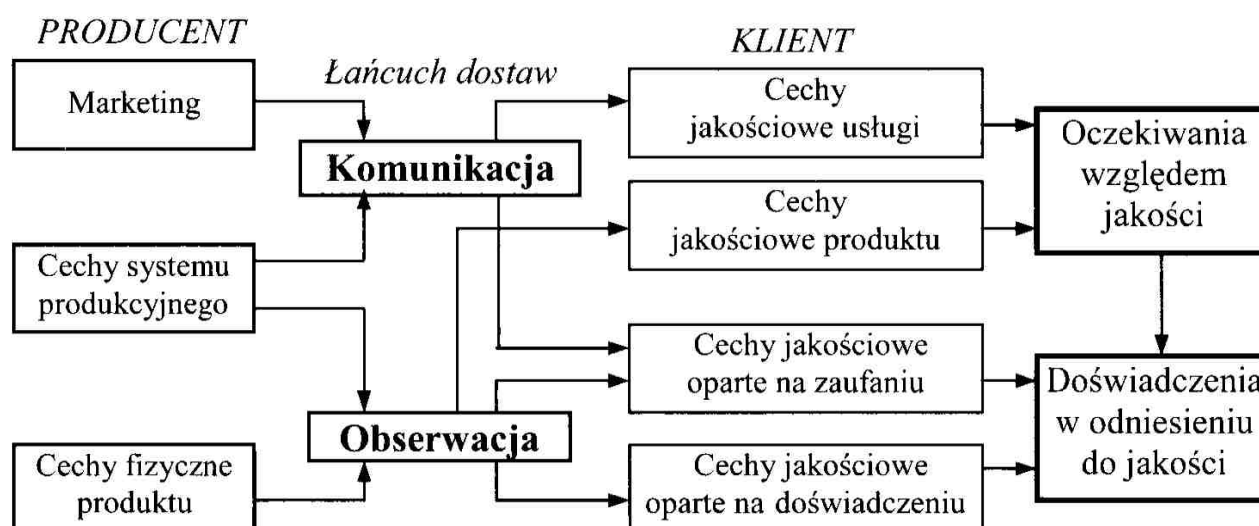 PRODUCENT
Marketing
Cechy systemu
produkcyjnego
Cechy fizyczne
produktu
Łańcuch dostaw
Komunikacja
Obserwacja
KLIENT
Cechy
jakościowe usługi
Cechy
jakościowe produktu
Cechy jakościowe
oparte na zaufaniu
Cechy jakościowe
oparte na doświadczeniu
Oczekiwania
względem
jakości
Doświadczenia
w odniesieniu
do jakości